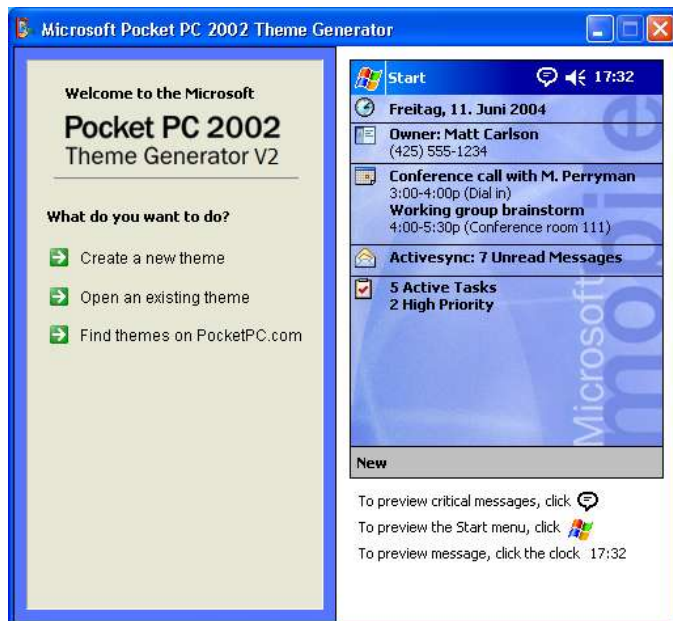 Microsoft Pocket PC 2002 Theme Generator
Welcome to the Microsoft
Pocket PC 2002
Theme Generator V2
What do you want to do?
Create a new theme
Open an existing theme
Find themes on PocketPC.com
Start 17:32
Freitag, 11. Juni 2004
Owner: Matt Carlson
(425) 555-1234
Conference call with M. Perryman
3:00-4:00p (Dial in)
Working group brainstorm
4:00-5:30p (Conference room 111)
Activesync: 7 Unread Messages
5 Active Tasks
2 High Priority
Microsoft
mobile
New
To preview critical messages, click
To preview the Start menu, click
To preview message, click the clock 17:32